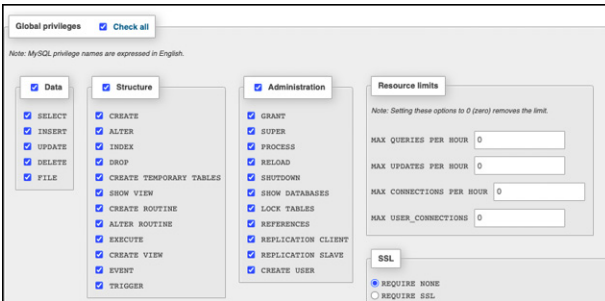 Global privileges Check all
Note: MySQL privilege names are expressed in English.
Data
SELECT
INSERT
UPDATE
DELETE
FILE
Structure
CREATE
ALTER
INDEX
DROP
CREATE TEMPORARY TABLES
SHOW VIEW
CREATE ROUTINE
ALTER ROUTINE
EXECUTE
CREATE VIEW
EVENT
TRIGGER
Administration
GRANT
SUPER
PROCESS
RELOAD
SHUTDOWN
SHOW DATABASES
LOCK TABLES
REFERENCES
REPLICATION CLIENT
REPLICATION SLAVE
CREATE USER
Resource limits
Note: Setting these options to 0 (zero) removes the limit.
MAX QUERIES PER HOUR 0
MAX UPDATES PER HOUR 0
MAX CONNECTIONS PER HOUR 0
MAX USER_CONNECTIONS 0
SSL
REQUIRE NONE
REQUIRE SSL